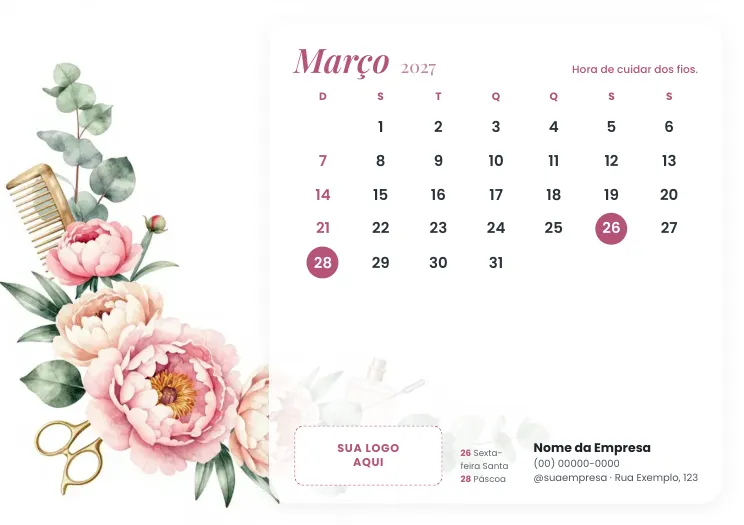 Março 2027
Hora de cuidar dos fios.
D S T Q Q S S
1 2 3 4 5 6
7 8 9 10 11 12 13
14 15 16 17 18 19 20
21 22 23 24 25 26 27
28 29 30 31
SUA LOGO
AQUI
26 Sexta-
feira Santa
28 Páscoa
Nome da Empresa
(00) 00000-0000
@suaempresa · Rua Exemplo, 123